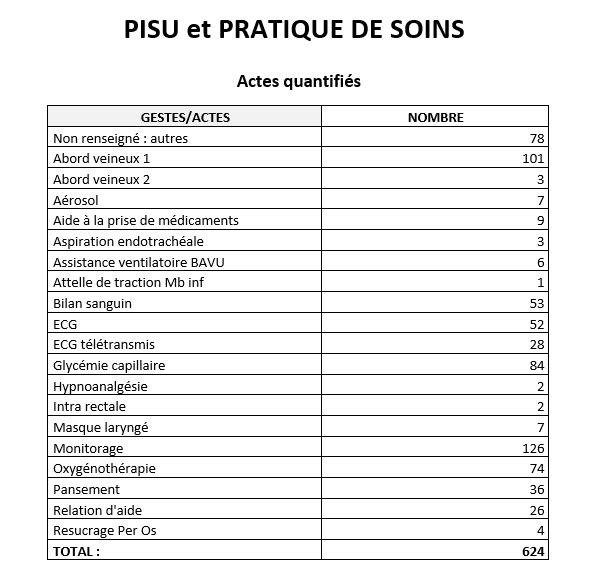 PISU et PRATIQUE DE SOINS
Actes quantifiés
GESTES/ACTES NOMBRE
Non renseigné : autres 78
Abord veineux 1 101
Abord veineux 2 3
Aérosol 7
Aide à la prise de médicaments 9
Aspiration endotrachéale 3
Assistance ventilatoire BAVU 6
Attelle de traction Mb inf 1
Bilan sanguin 53
ECG 52
ECG télétransmis 28
Glycémie capillaire 84
Hypnoanalgésie 2
Intra rectale 2
Masque laryngé 7
Monitorage 126
Oxygénothérapie 74
Pansement 36
Relation d'aide 26
Resucrage Per Os 4
TOTAL : 624